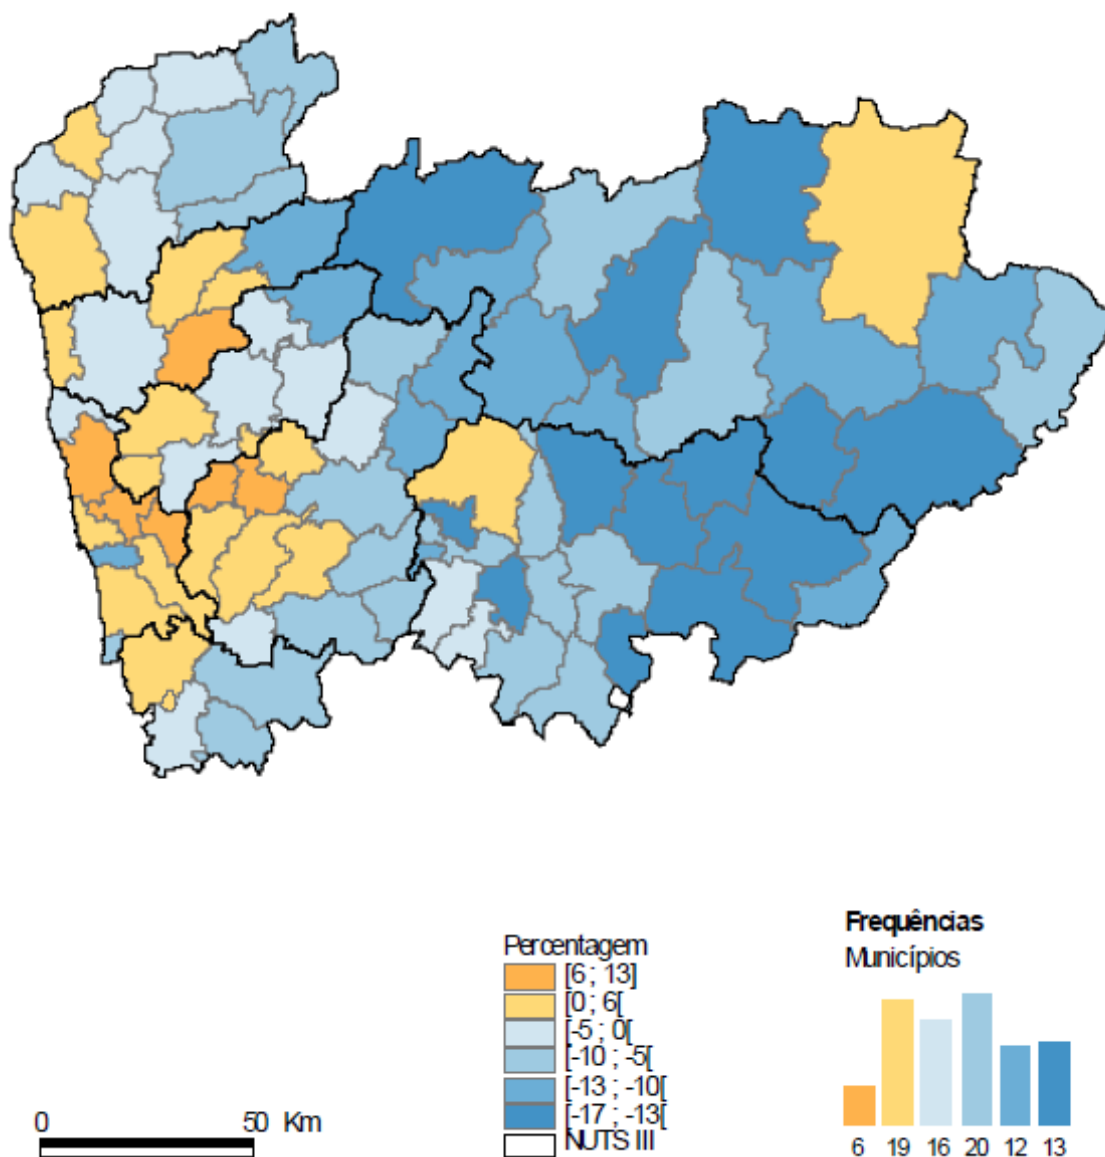 Frequências
Municípios
Percentagem
[6 ; 13]
[0 ; 6[
[-5 ; 0[
[-10 ; -5[
[-13 ; -10[
[-17 ; -13[
NUTS III
0 50 Km
6 19 16 20 12 13